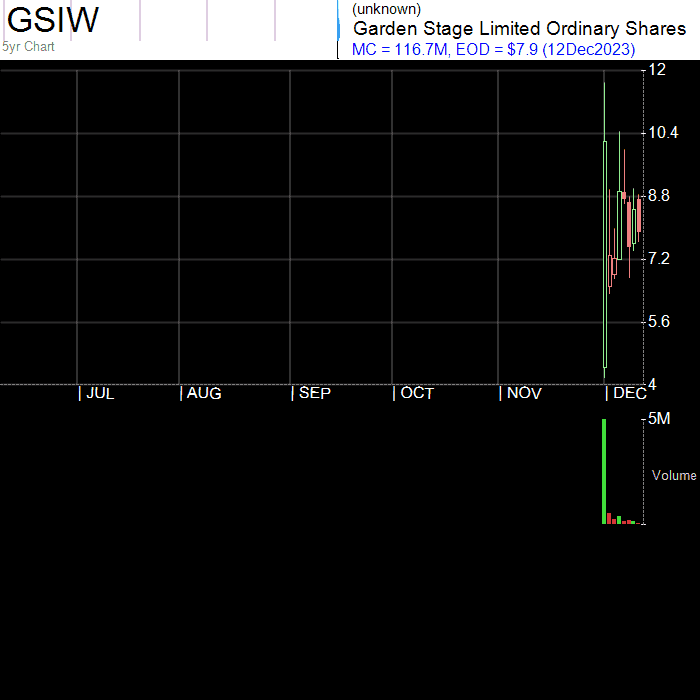 GSIW
5yr Chart
(unknown)
Garden Stage Limited Ordinary Shares
MC = 116.7M, EOD = $7.9 (12Dec2023)
12
10.4
8.8
7.2
5.6
4
| JUL | AUG | SEP | OCT | NOV | DEC
5M
Volume